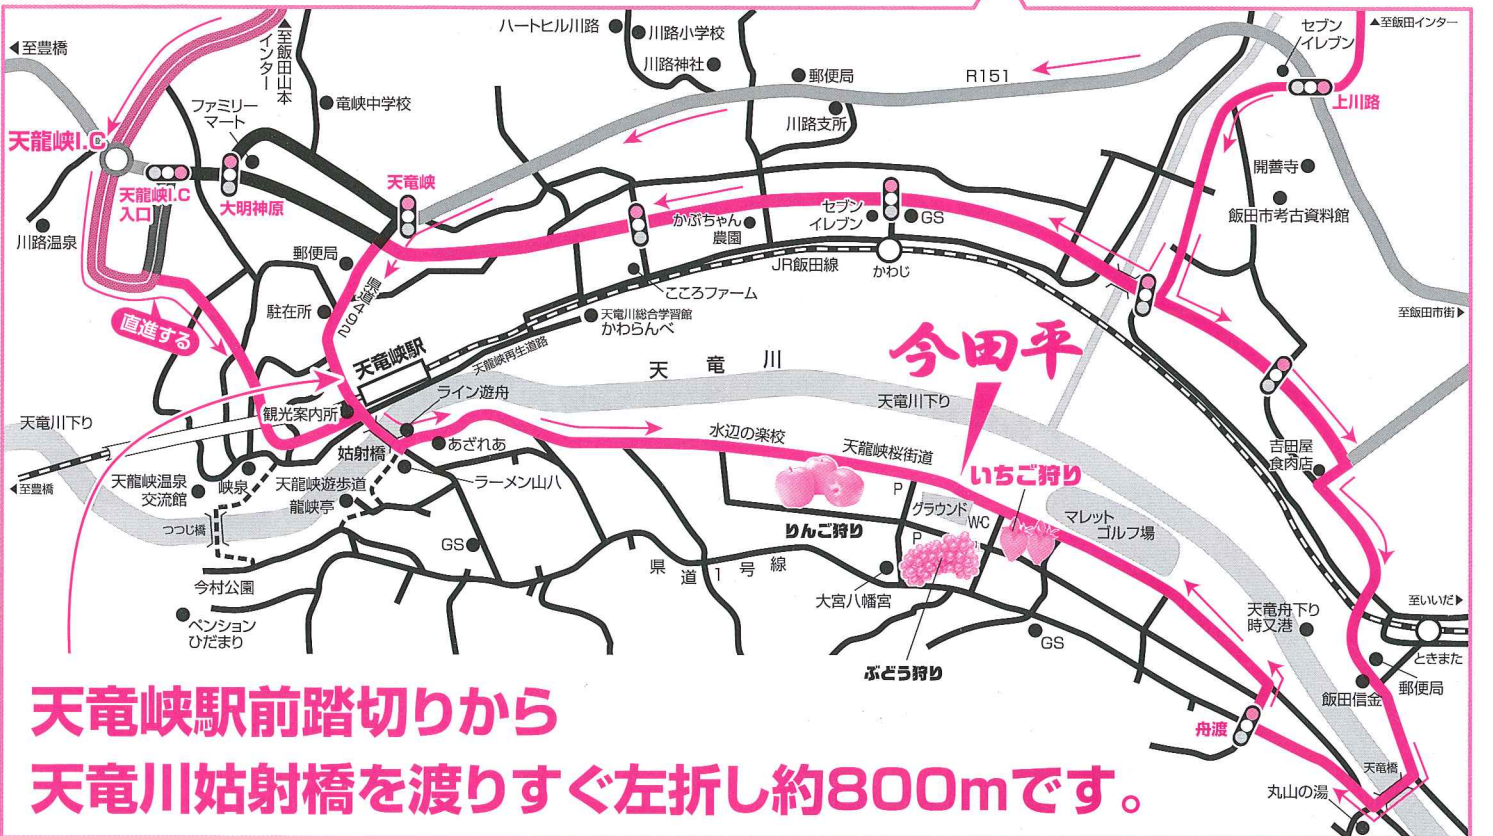 ◀至豊橋
▲至飯田山本
インター
ハートヒル川路
川路小学校
川路神社
郵便局
R151
セブン
イレブン
▲至飯田インター
上川路
ファミリー
マート
竜峡中学校
天龍峡I.C
天龍峡I.C
入口
大明神原
天竜峡
川路支所
開善寺
飯田市考古資料館
川路温泉
郵便局
県道492
かぶちゃん
農園
セブン
イレブン
GS
JR飯田線
かわじ
駐在所
直進する
こころファーム
天竜川総合学習館
かわらんべ
至飯田市街▶
天竜峡駅
天龍峡再生道路
天竜川
今田平
ライン遊舟
天竜川下り
天竜川下り
観光案内所
姑射橋
あざれあ
水辺の楽校
天龍峡桜街道
吉田屋
食肉店
◀至豊橋
天龍峡温泉
交流館
峡泉
天龍峡遊歩道
龍峡亭
ラーメン山八
いちご狩り
P
グラウンド
WC
マレット
ゴルフ場
つつじ橋
GS
りんご狩り
P
県道1号線
今村公園
大宮八幡宮
ペンション
ひだまり
GS
天竜舟下り
時又港
至いいだ▶
ときまた
ぶどう狩り
飯田信金
郵便局
舟渡
天竜橋
丸山の湯
天竜峡駅前踏切りから
天竜川姑射橋を渡りすぐ左折し約800mです。